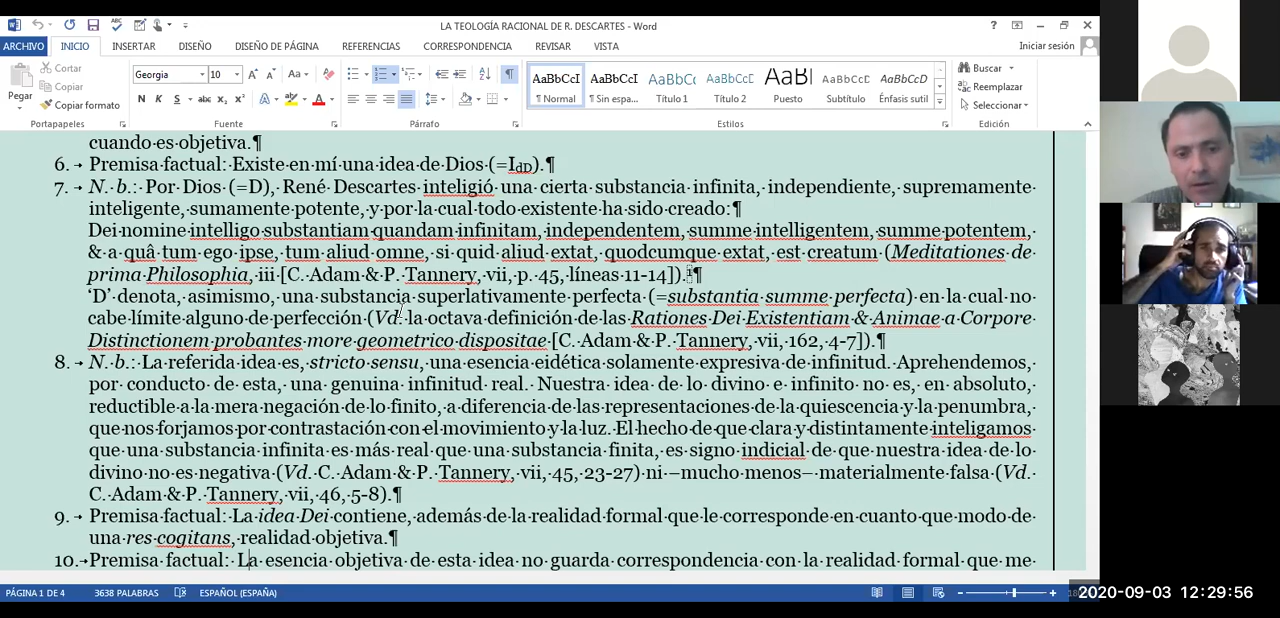 LA TEOLOGÍA RACIONAL DE R. DESCARTES - Word
ARCHIVO INICIO INSERTAR DISEÑO DISEÑO DE PÁGINA REFERENCIAS CORRESPONDENCIA REVISAR VISTA Iniciar sesión
Pegar
Cortar
Copiar
Copiar formato
Portapapeles
Georgia 10
Fuente
Párrafo
AaBbCcI AaBbCcI AaBbCc AaBbCcC AaBl AaBbCcD AaBbCcD
¶ Normal ¶ Sin espa... Título 1 Título 2 Puesto Subtítulo Énfasis sutil
Estilos
Buscar
Reemplazar
Seleccionar
Edición
cuando es objetiva.¶
6. Premisa factual: Existe en mí una idea de Dios (=IdD).¶
7. N. b.: Por Dios (=D), René Descartes inteligió una cierta substancia infinita, independiente, supremamente
inteligente, sumamente potente, y por la cual todo existente ha sido creado:¶
Dei nomine intelligo substantiam quandam infinitam, independentem, summe intelligentem, summe potentem,
& a quâ tum ego ipse, tum aliud omne, si quid aliud extat, quodcumque extat, est creatum (Meditationes de
prima Philosophia, iii [C. Adam & P. Tannery, vii, p. 45, líneas 11-14]).¶
‘D’ denota, asimismo, una substancia superlativamente perfecta (=substantia summe perfecta) en la cual no
cabe límite alguno de perfección (Vd. la octava definición de las Rationes Dei Existentiam & Animae a Corpore
Distinctionem probantes more geometrico dispositae [C. Adam & P. Tannery, vii, 162, 4-7]).¶
8. N. b.: La referida idea es, stricto sensu, una esencia eidética solamente expresiva de infinitud. Aprehendemos,
por conducto de esta, una genuina infinitud real. Nuestra idea de lo divino e infinito no es, en absoluto,
reductible a la mera negación de lo finito, a diferencia de las representaciones de la quiescencia y la penumbra,
que nos forjamos por contrastación con el movimiento y la luz. El hecho de que clara y distintamente inteligamos
que una substancia infinita es más real que una substancia finita, es signo indicial de que nuestra idea de lo
divino no es negativa (Vd. C. Adam & P. Tannery, vii, 45, 23-27) ni –mucho menos– materialmente falsa (Vd.
C. Adam & P. Tannery, vii, 46, 5-8).¶
9. Premisa factual: La idea Dei contiene, además de la realidad formal que le corresponde en cuanto que modo de
una res cogitans, realidad objetiva.¶
10. Premisa factual: La esencia objetiva de esta idea no guarda correspondencia con la realidad formal que me
PÁGINA 1 DE 4 3638 PALABRAS ESPAÑOL (ESPAÑA)
2020-09-03 12:29:56